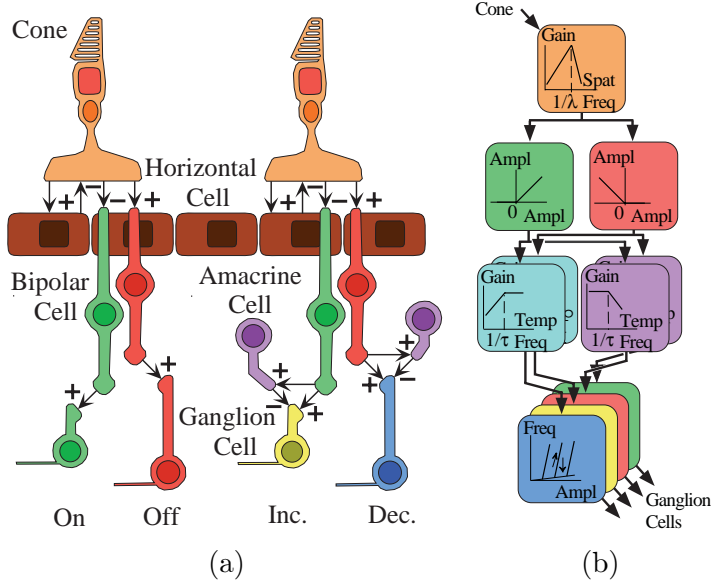 Cone
Horizontal
Cell
+
−
−
+
+
−
−
+
Bipolar
Cell
Amacrine
Cell
+
+
+
+
−
+
+
−
Ganglion
Cell
On
Off
Inc.
Dec.
(a)
Cone
Gain
Spat
1/λ Freq
Ampl
0 Ampl
Ampl
0 Ampl
Gain
Temp
1/τ Freq
Gain
Temp
1/τ Freq
Freq
Ampl
Ganglion
Cells
(b)